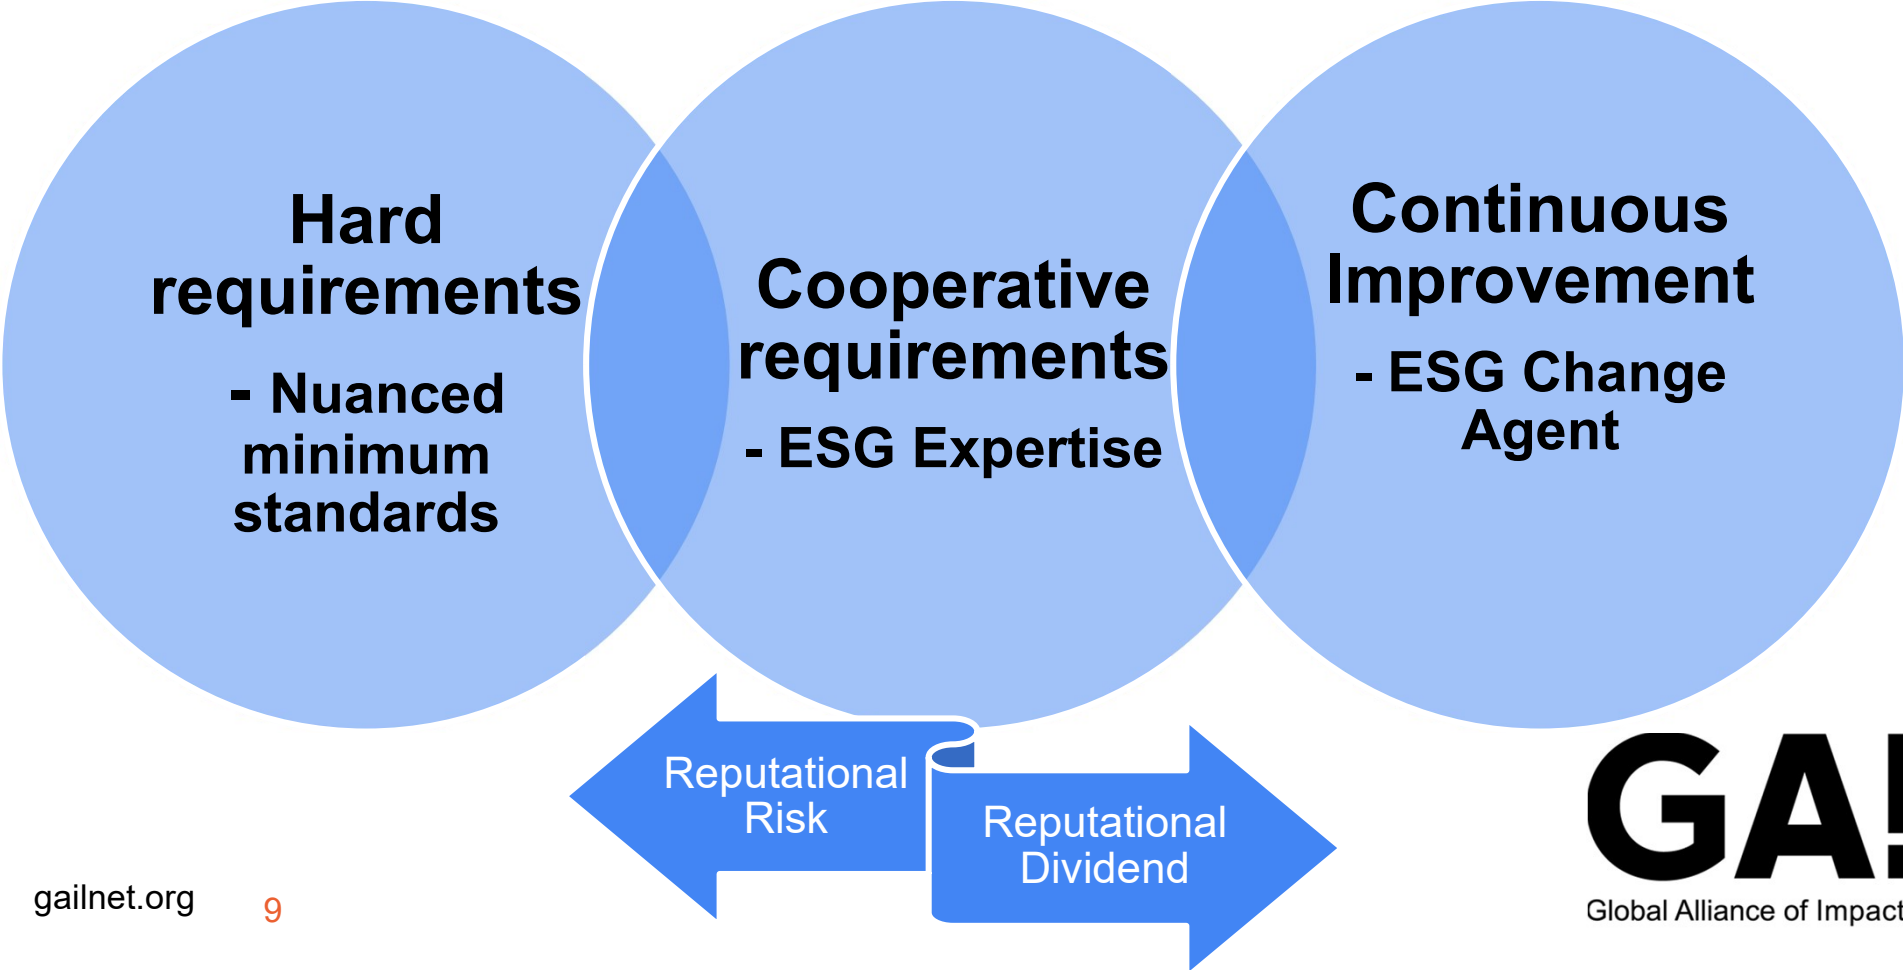 Hard
requirements
- Nuanced
minimum
standards
Cooperative
requirements
- ESG Expertise
Continuous
Improvement
- ESG Change
Agent
Reputational
Risk
Reputational
Dividend
gailnet.org
9
GA
Global Alliance of Impact